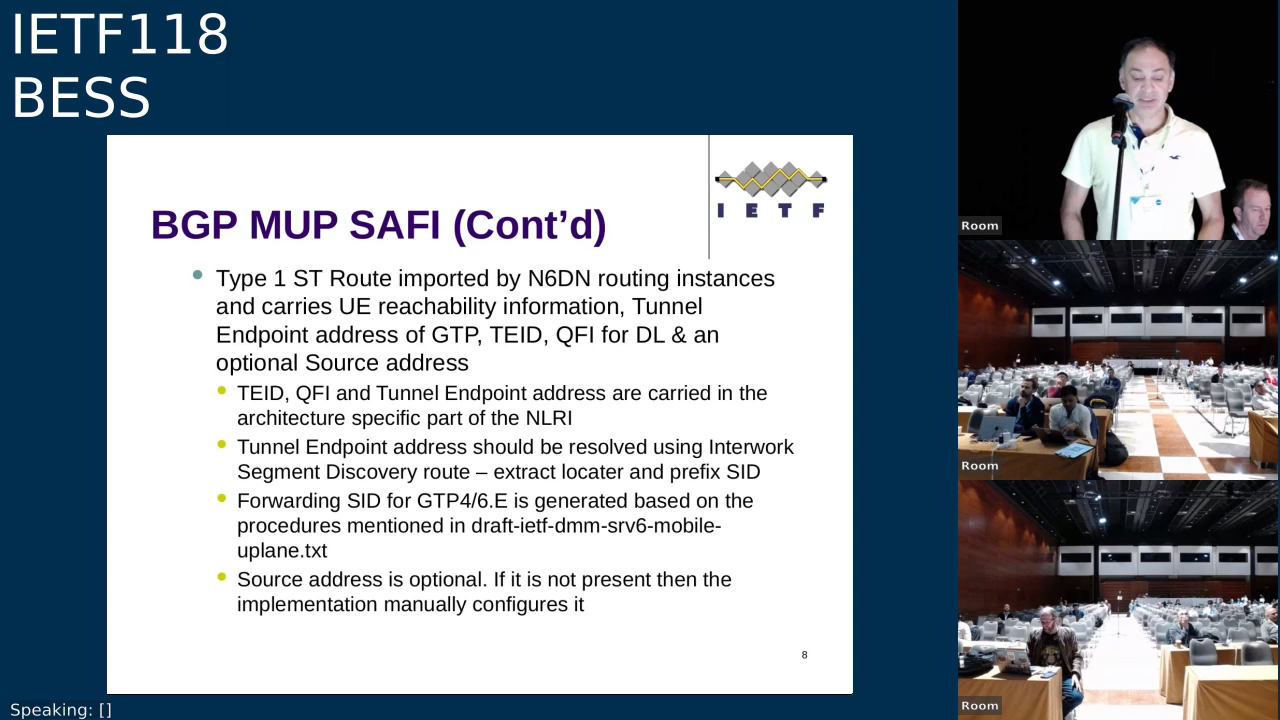 IETF118
BESS
I E T F
BGP MUP SAFI (Cont’d)
Type 1 ST Route imported by N6DN routing instances
and carries UE reachability information, Tunnel
Endpoint address of GTP, TEID, QFI for DL & an
optional Source address
TEID, QFI and Tunnel Endpoint address are carried in the
architecture specific part of the NLRI
Tunnel Endpoint address should be resolved using Interwork
Segment Discovery route – extract locater and prefix SID
Forwarding SID for GTP4/6.E is generated based on the
procedures mentioned in draft-ietf-dmm-srv6-mobile-
uplane.txt
Source address is optional. If it is not present then the
implementation manually configures it
8
Speaking: []
Room
Room
Room